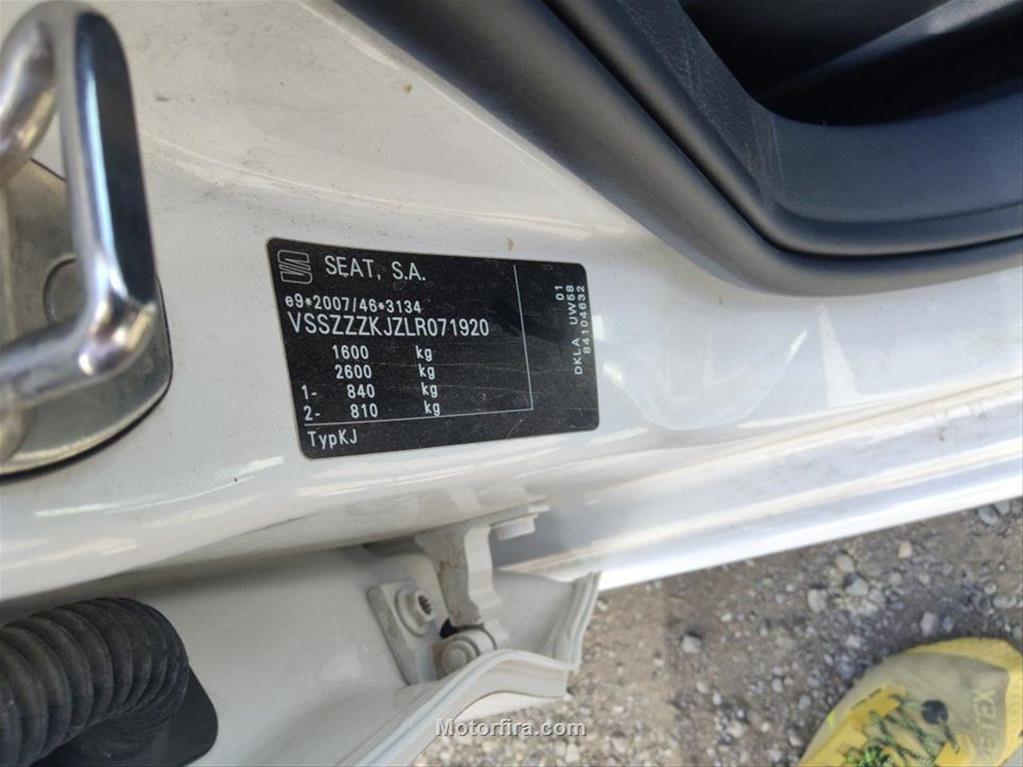 SEAT, S.A.
e9*2007/46*3134
VSSZZZKJZLR071920
1600 kg
2600 kg
1- 840 kg
2- 810 kg
TypKJ
01
DKLA UW58
84104632
Motorfira.com